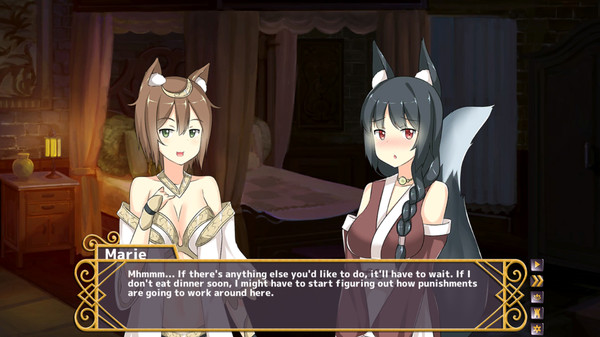 Marie
Mhmmm... If there's anything else you'd like to do, it'll have to wait. If I
don't eat dinner soon, I might have to start figuring out how punishments
are going to work around here.